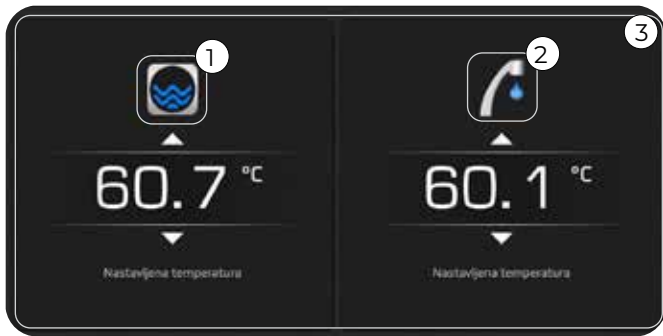 1
2
3
60.7 °C
60.1 °C
Nastavljena temperatura
Nastavljena temperatura